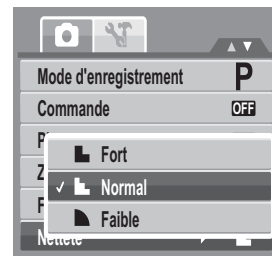 Mode d'enregistrement P
Commande OFF
Fort
✓ Normal
Faible
Netteté